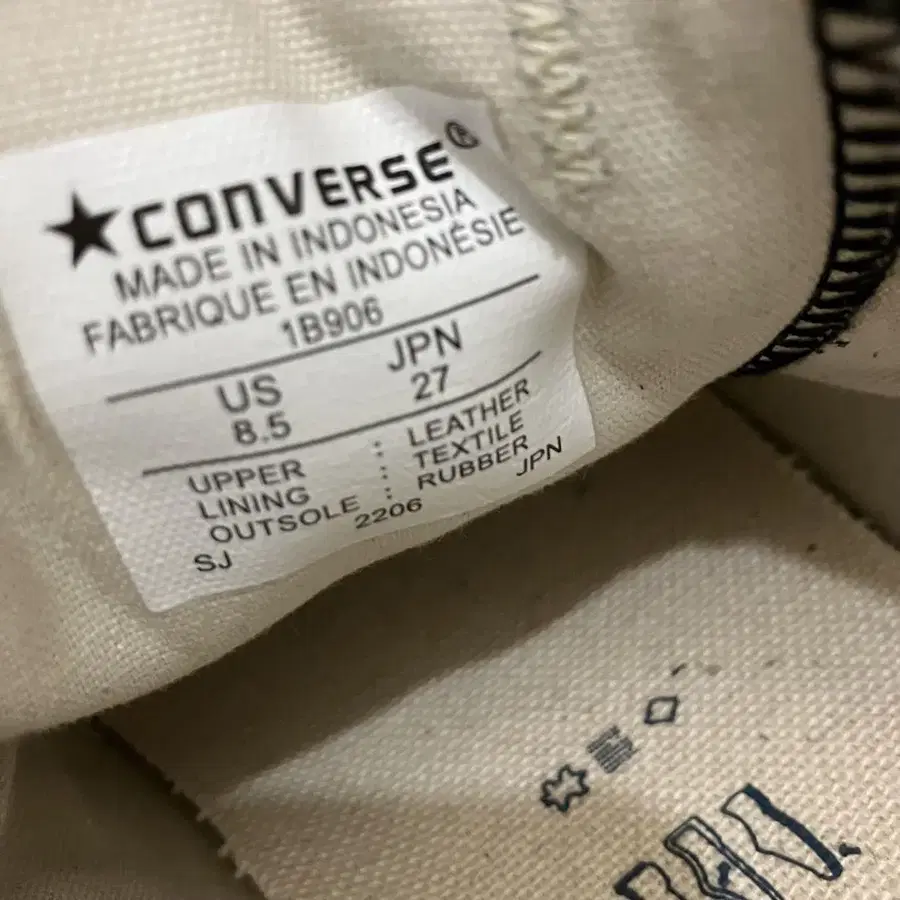 CONVERSE®
MADE IN INDONESIA
FABRIQUE EN INDONÉSIE
1B906
US JPN
8.5 27
UPPER : LEATHER
LINING : TEXTILE
OUTSOLE : RUBBER
SJ 2206 JPN